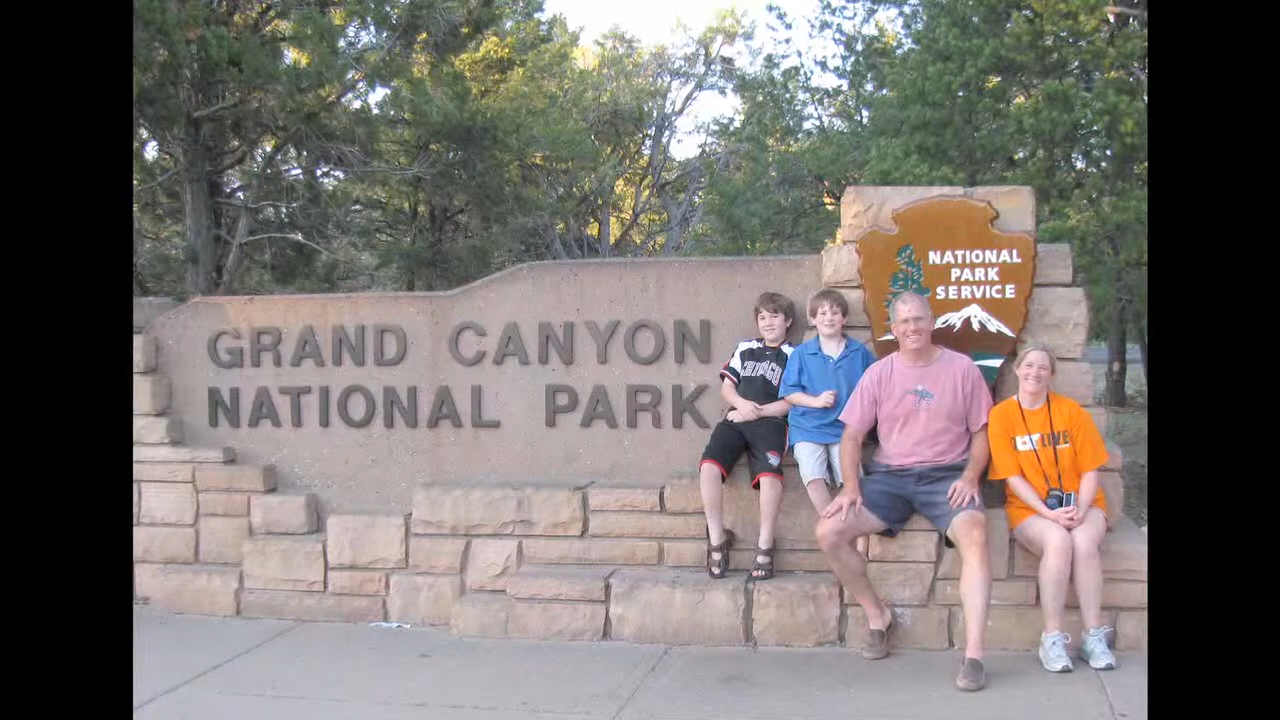 GRAND CANYON
NATIONAL PARK
NATIONAL
PARK
SERVICE
CHICAGO